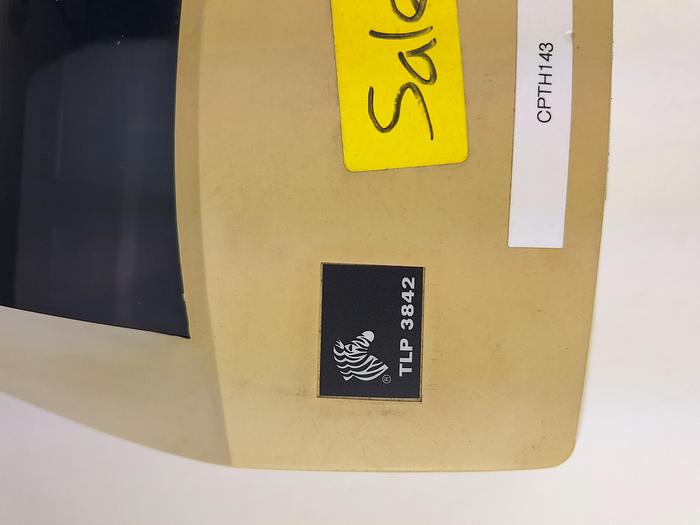 Sale
CPTH143
TLP 3842
®